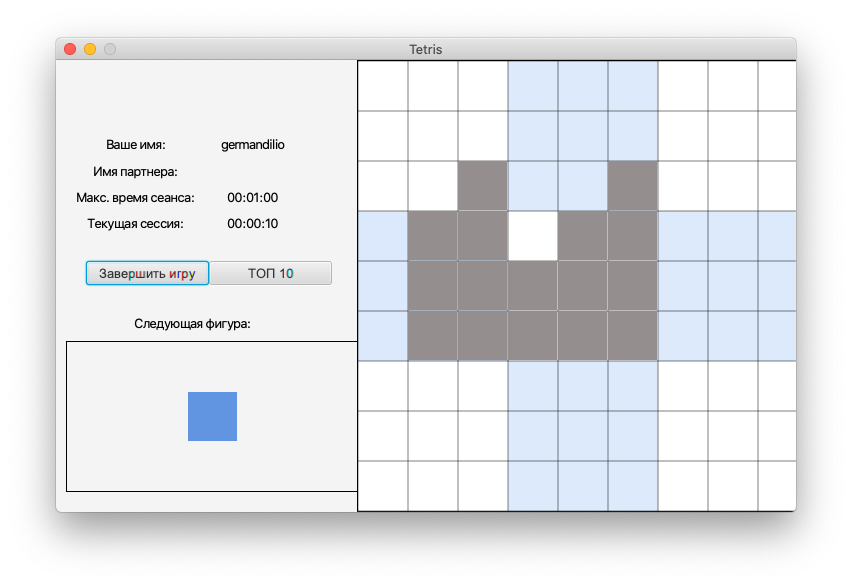 Tetris
Ваше имя: germandilio
Имя партнера:
Макс. время сеанса: 00:01:00
Текущая сессия: 00:00:10
Завершить игру ТОП 10
Следующая фигура: